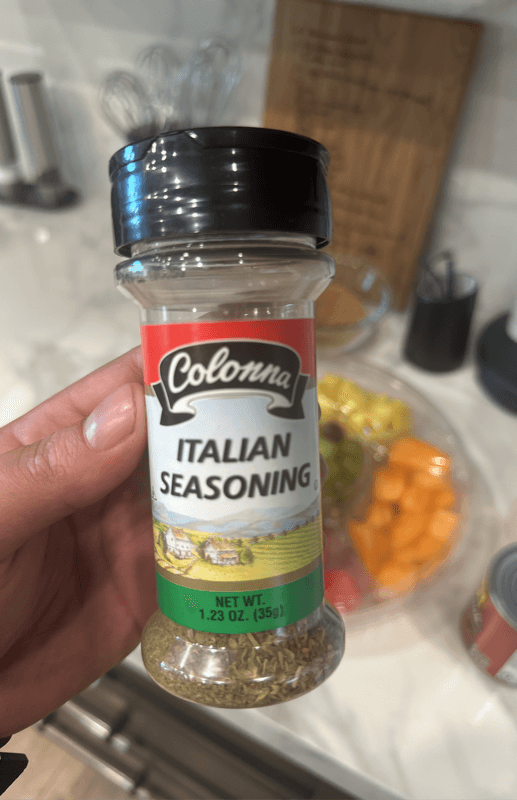 Colonna
ITALIAN
SEASONING
NET WT.
1.23 OZ. (35g)